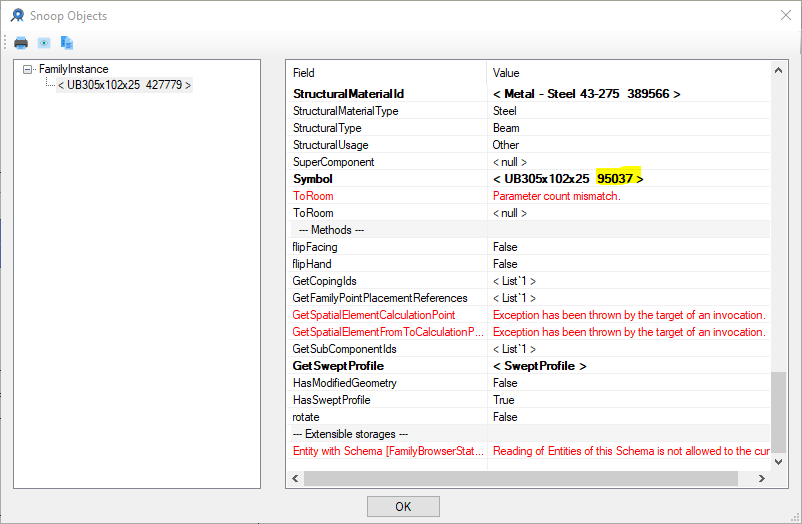 Snoop Objects
FamilyInstance
< UB305x102x25 427779 >
Field Value
StructuralMaterialId < Metal - Steel 43-275 389566 >
StructuralMaterialType Steel
StructuralType Beam
StructuralUsage Other
SuperComponent < null >
Symbol < UB305x102x25 95037 >
ToRoom Parameter count mismatch.
ToRoom < null >
--- Methods ---
flipFacing False
flipHand False
GetCopingIds < List`1 >
GetFamilyPointPlacementReferences < List`1 >
GetSpatialElementCalculationPoint Exception has been thrown by the target of an invocation.
GetSpatialElementFromToCalculationP... Exception has been thrown by the target of an invocation.
GetSubComponentIds < List`1 >
GetSweptProfile < SweptProfile >
HasModifiedGeometry False
HasSweptProfile True
rotate False
--- Extensible storages ---
Entity with Schema [FamilyBrowserStat... Reading of Entities of this Schema is not allowed to the cur
OK